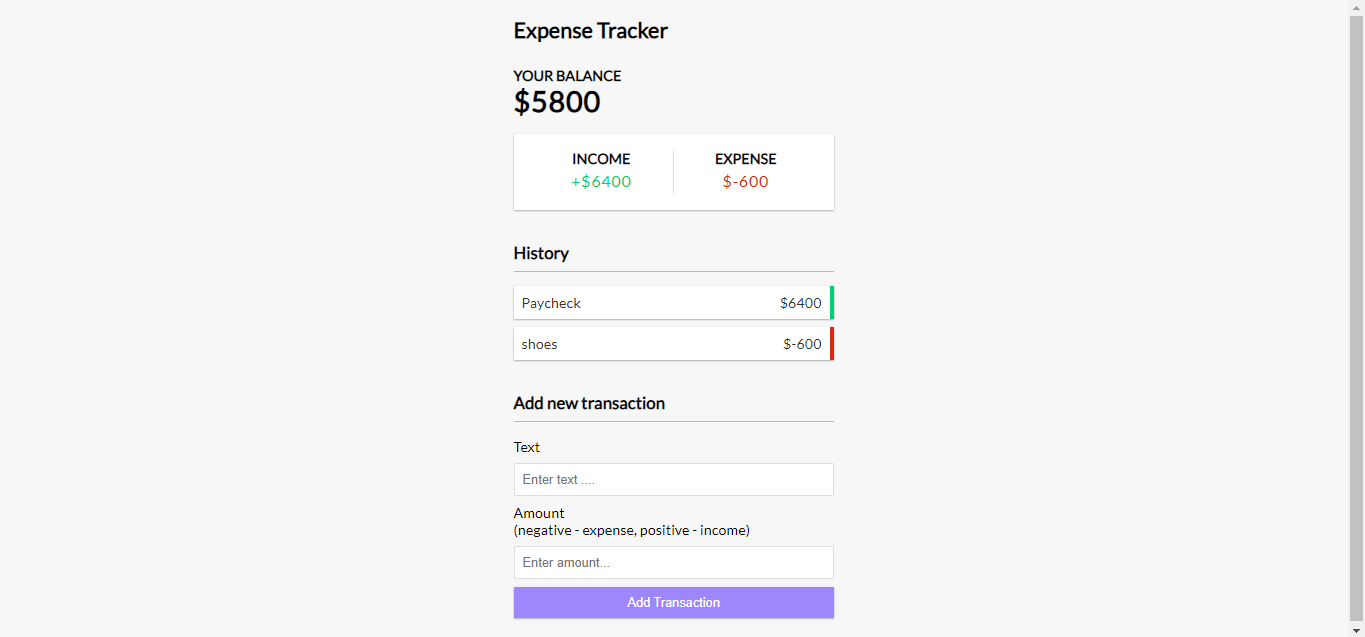 Expense Tracker
YOUR BALANCE
$5800
INCOME EXPENSE
+$6400 $-600
History
Paycheck $6400
shoes $-600
Add new transaction
Text
Enter text ....
Amount
(negative - expense, positive - income)
Enter amount...
Add Transaction